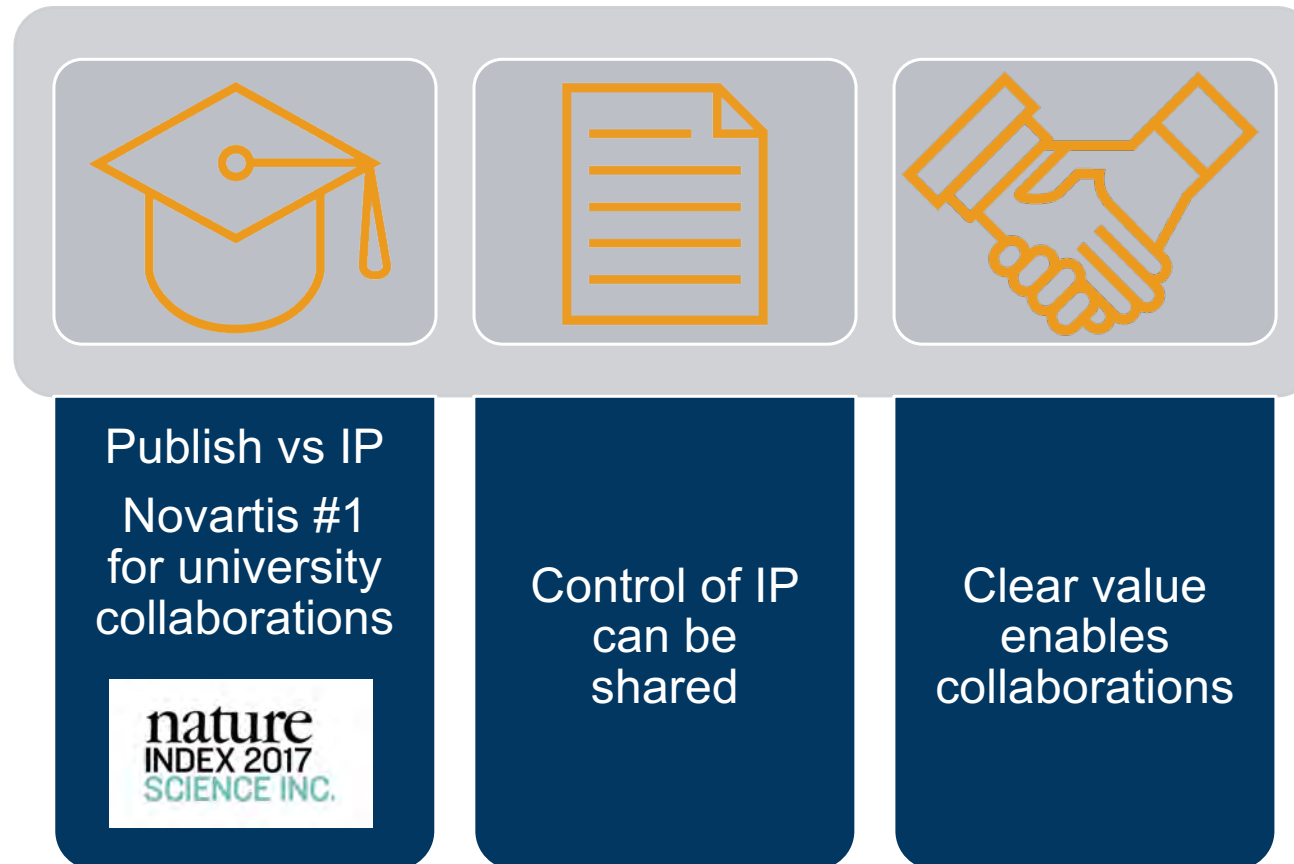 Publish vs IP
Novartis #1
for university
collaborations
nature
INDEX 2017
SCIENCE INC.
Control of IP
can be
shared
Clear value
enables
collaborations